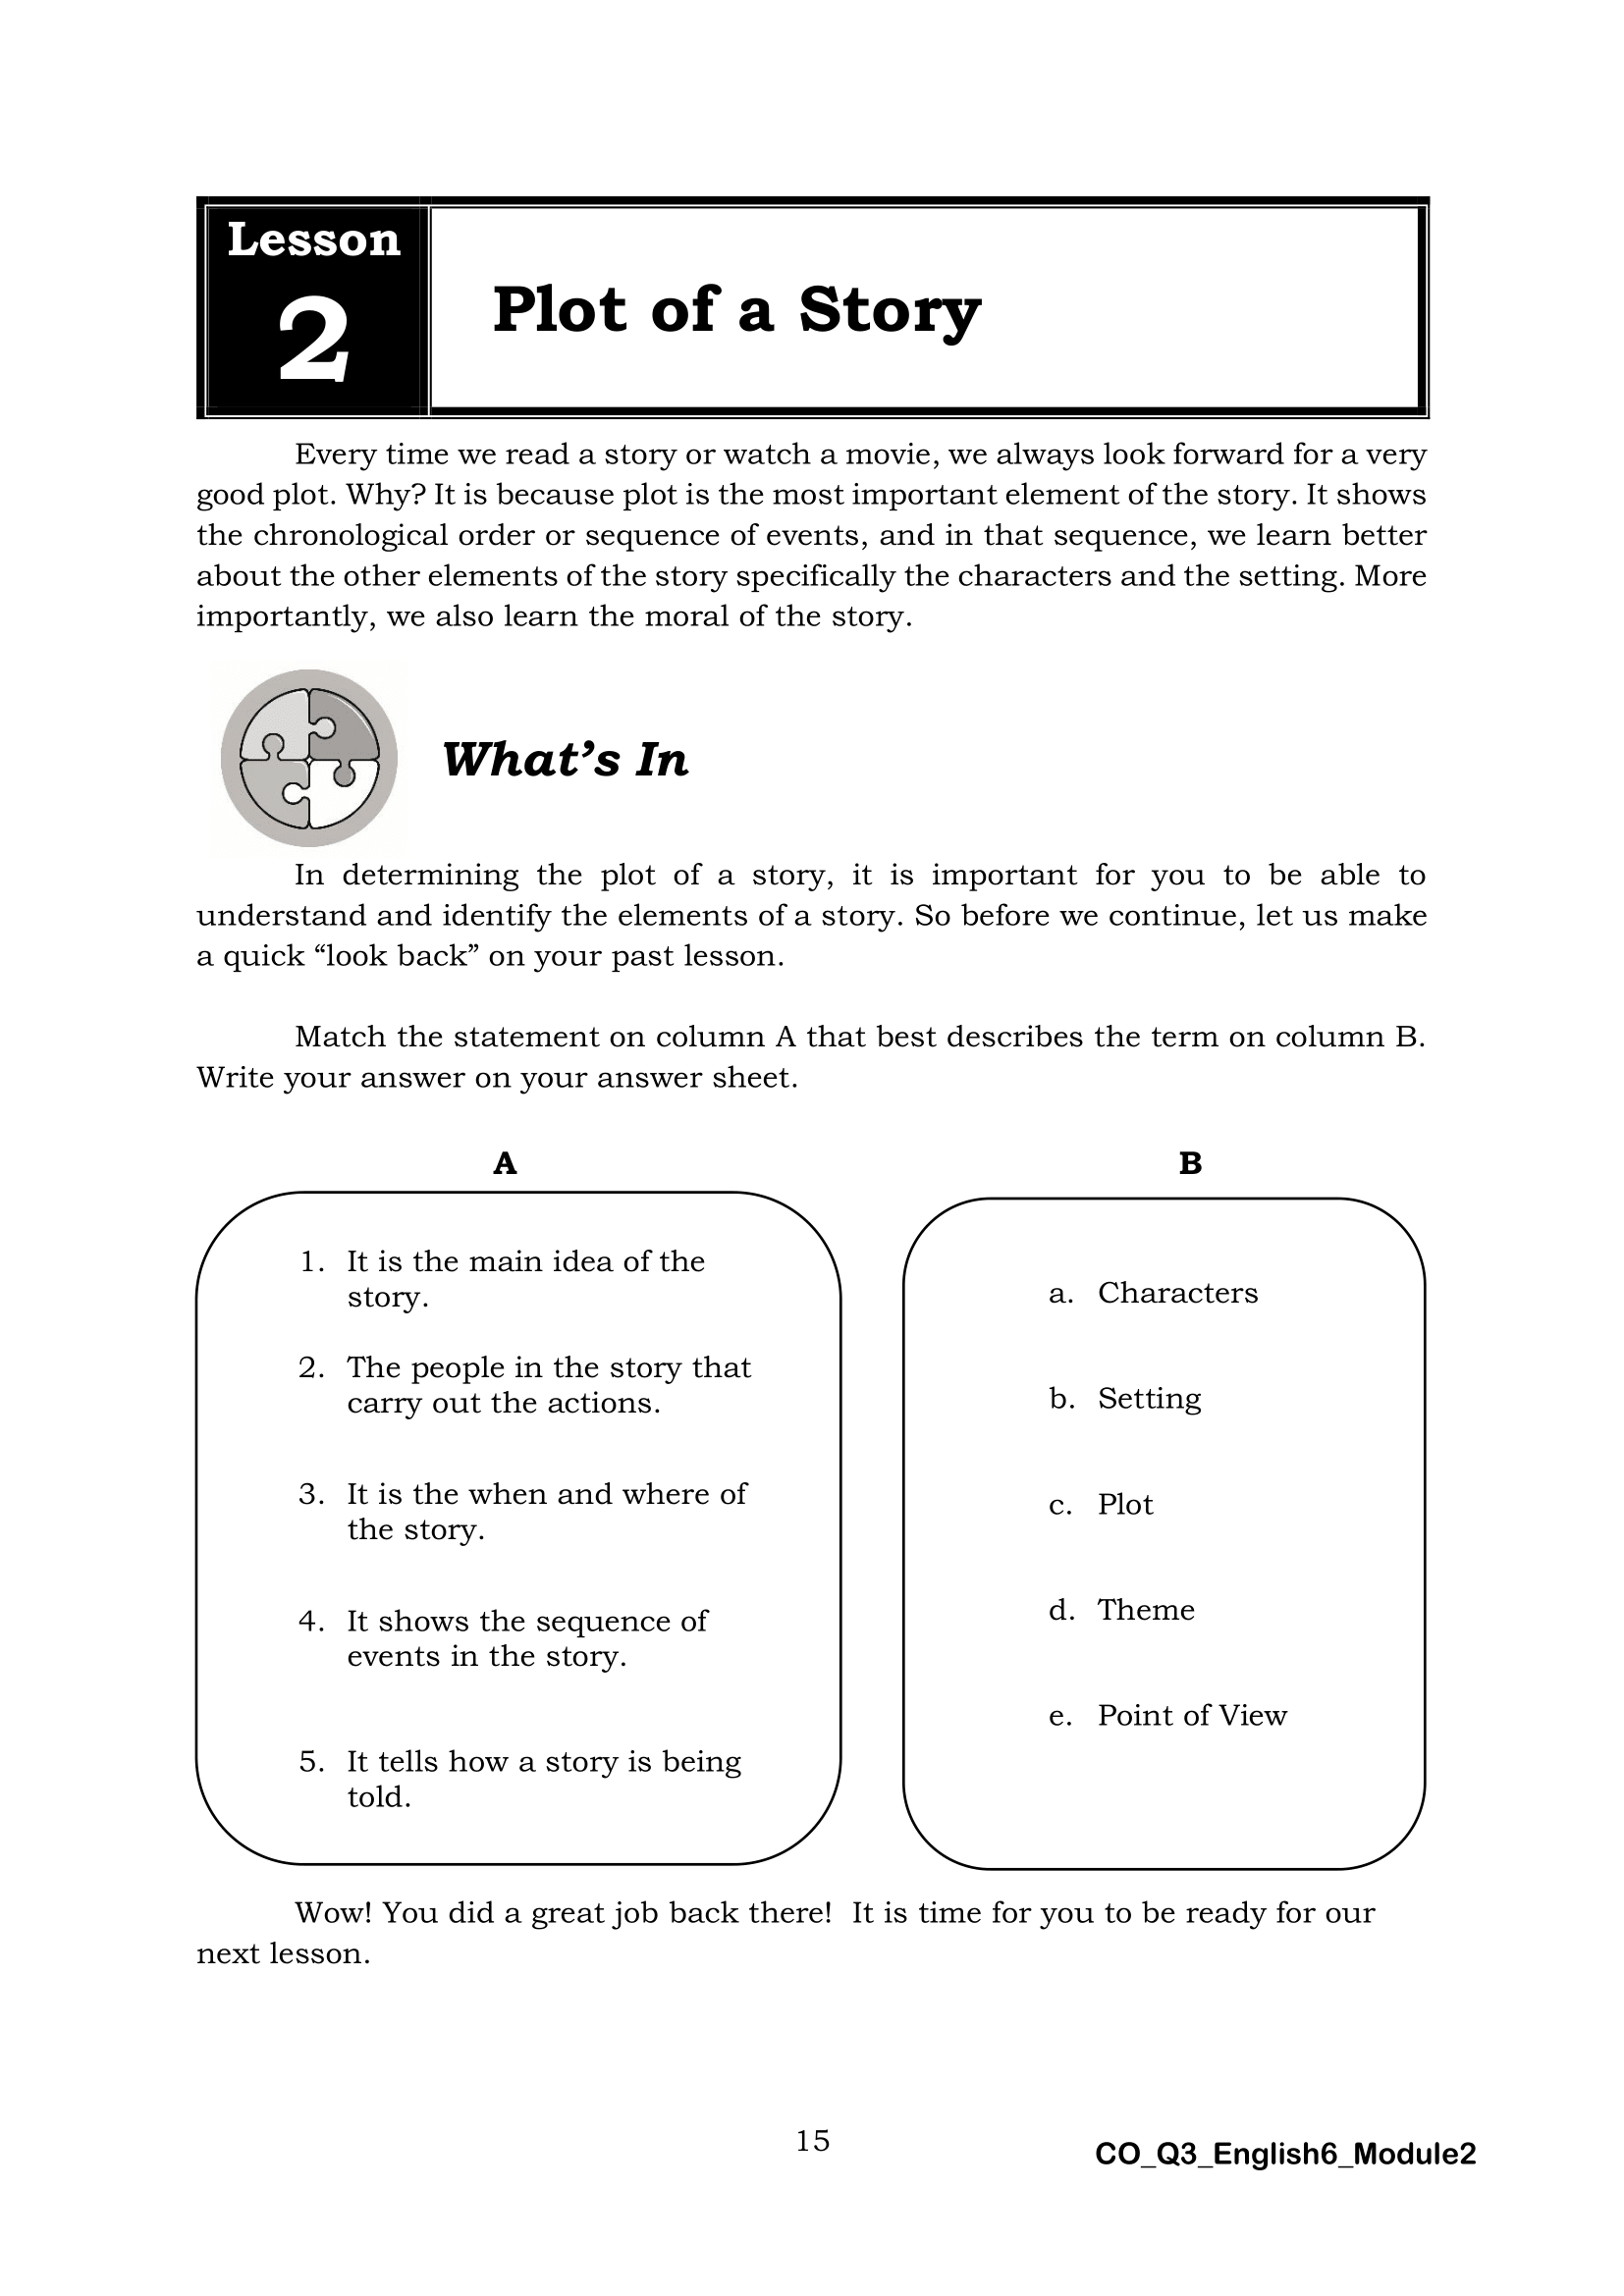 Lesson
2
Plot of a Story
Every time we read a story or watch a movie, we always look forward for a very
good plot. Why? It is because plot is the most important element of the story. It shows
the chronological order or sequence of events, and in that sequence, we learn better
about the other elements of the story specifically the characters and the setting. More
importantly, we also learn the moral of the story.
What’s In
In determining the plot of a story, it is important for you to be able to
understand and identify the elements of a story. So before we continue, let us make
a quick “look back” on your past lesson.
Match the statement on column A that best describes the term on column B.
Write your answer on your answer sheet.
A
1. It is the main idea of the
story.
2. The people in the story that
carry out the actions.
3. It is the when and where of
the story.
4. It shows the sequence of
events in the story.
5. It tells how a story is being
told.
B
a. Characters
b. Setting
c. Plot
d. Theme
e. Point of View
Wow! You did a great job back there! It is time for you to be ready for our
next lesson.
15
CO_Q3_English6_Module2